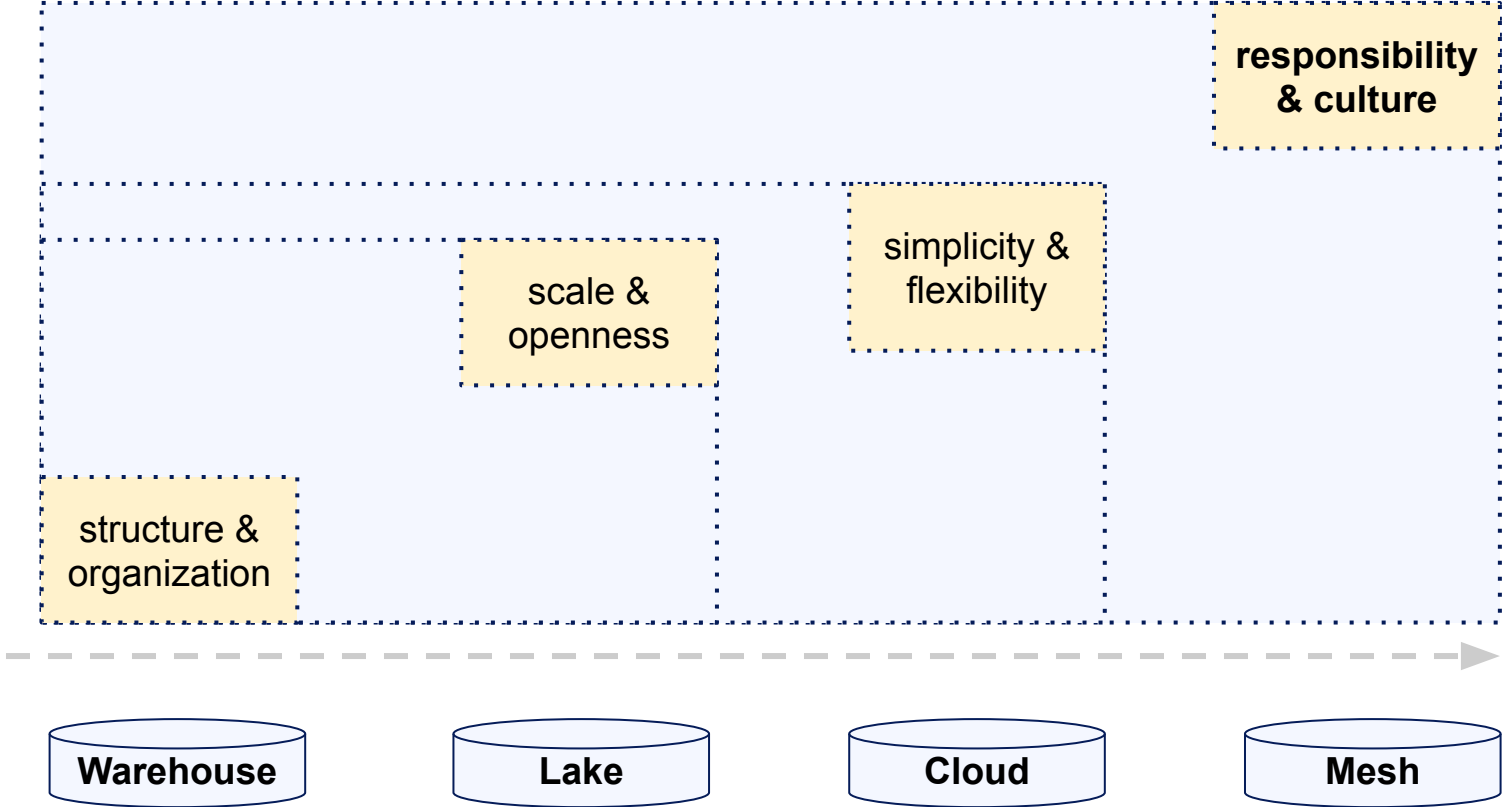 responsibility
& culture
simplicity &
flexibility
scale &
openness
structure &
organization
Warehouse
Lake
Cloud
Mesh